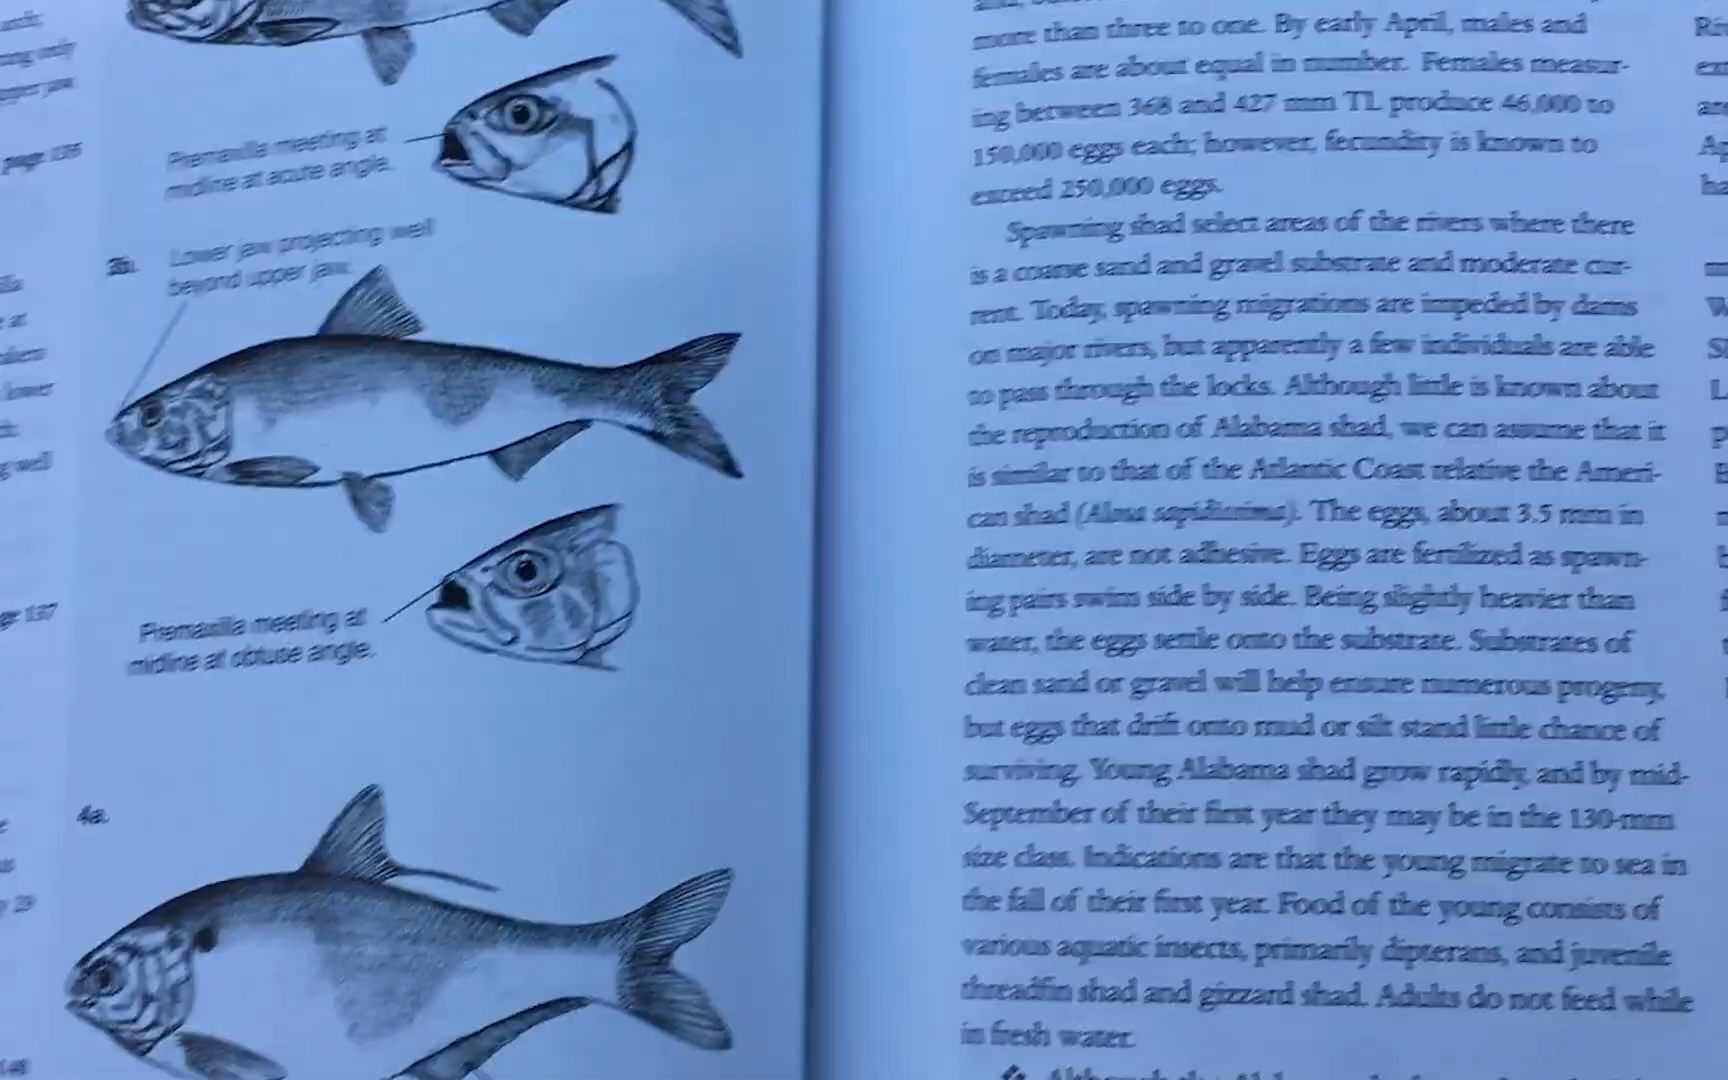 page 135
Premaxilla meeting at
midline at acute angle.
3b. Lower jaw projecting well
beyond upper jaw.
lower
well
137
Premaxilla meeting at
midline at obtuse angle.
4a.
more than three to one. By early April, males and
females are about equal in number. Females measur-
ing between 368 and 427 mm TL produce 46,000 to
150,000 eggs each; however, fecundity is known to
exceed 250,000 eggs.
Spawning shad select areas of the rivers where there
is a coarse sand and gravel substrate and moderate cur-
rent. Today, spawning migrations are impeded by dams
on major rivers, but apparently a few individuals are able
to pass through the locks. Although little is known about
the reproduction of Alabama shad, we can assume that it
is similar to that of the Atlantic Coast relative the Ameri-
can shad (Alosa sapidissima). The eggs, about 3.5 mm in
diameter, are not adhesive. Eggs are fertilized as spawn-
ing pairs swim side by side. Being slightly heavier than
water, the eggs settle onto the substrate. Substrates of
clean sand or gravel will help ensure numerous progeny,
but eggs that drift onto mud or silt stand little chance of
surviving. Young Alabama shad grow rapidly, and by mid-
September of their first year they may be in the 130-mm
size class. Indications are that the young migrate to sea in
the fall of their first year. Food of the young consists of
various aquatic insects, primarily dipterans, and juvenile
threadfin shad and gizzard shad. Adults do not feed while
in fresh water.